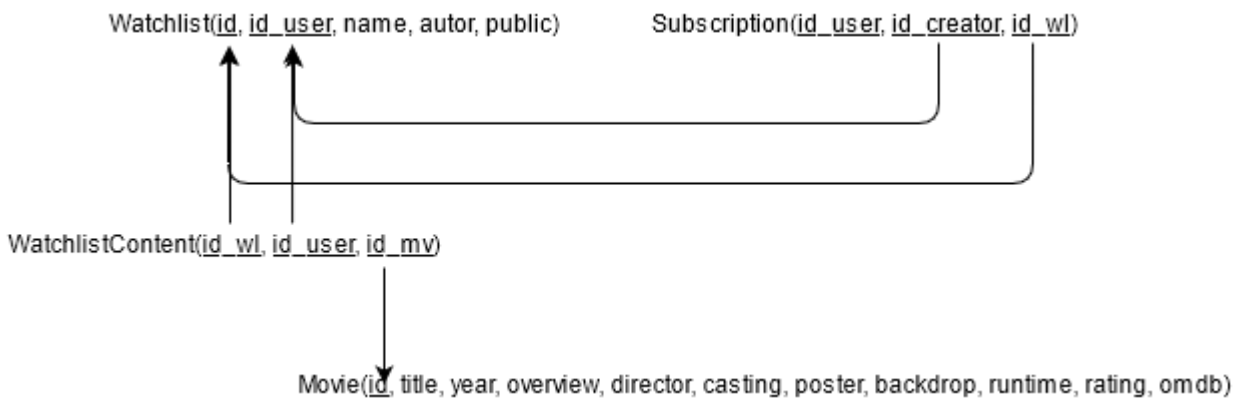 Watchlist(id, id_user, name, autor, public)
Subscription(id_user, id_creator, id_wl)
WatchlistContent(id_wl, id_user, id_mv)
Movie(id, title, year, overview, director, casting, poster, backdrop, runtime, rating, omdb)